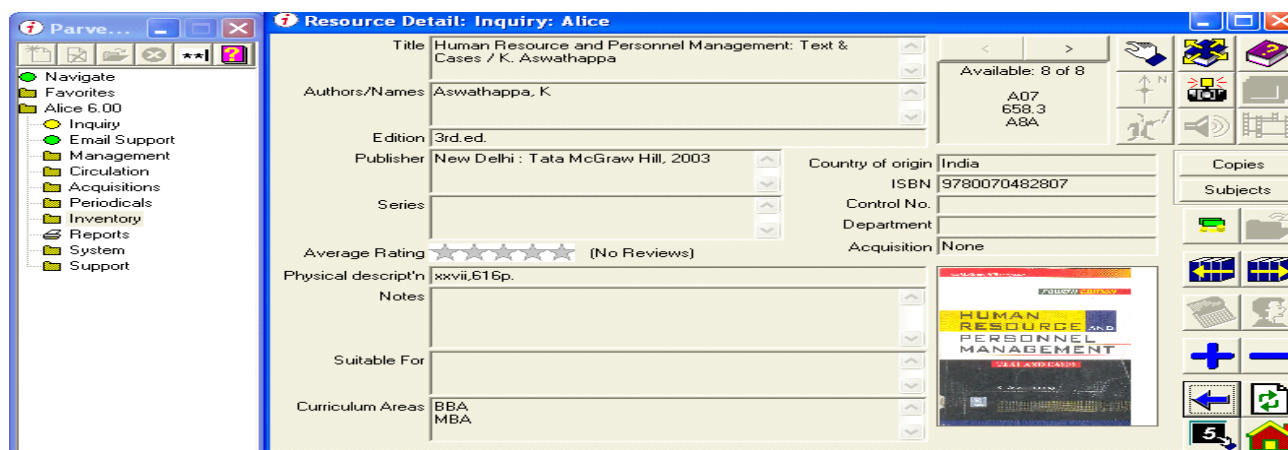 Parve...
**|
Navigate
Favorites
Alice 6.00
Inquiry
Email Support
Management
Circulation
Acquisitions
Periodicals
Inventory
Reports
System
Support
Resource Detail: Inquiry: Alice
Title Human Resource and Personnel Management: Text &
Cases / K. Aswathappa
Authors/Names Aswathappa, K
Edition 3rd.ed.
Publisher New Delhi : Tata McGraw Hill, 2003
Series
Average Rating (No Reviews)
Physical descript'n xxvii,616p.
Notes
Suitable For
Curriculum Areas BBA
MBA
< >
Available: 8 of 8
A07
658.3
A8A
Country of origin India
ISBN 9780070482807
Control No.
Department
Acquisition None
HUMAN
RESOURCE AND
PERSONNEL
MANAGEMENT
TEXT AND CASES
N
Copies
Subjects
5